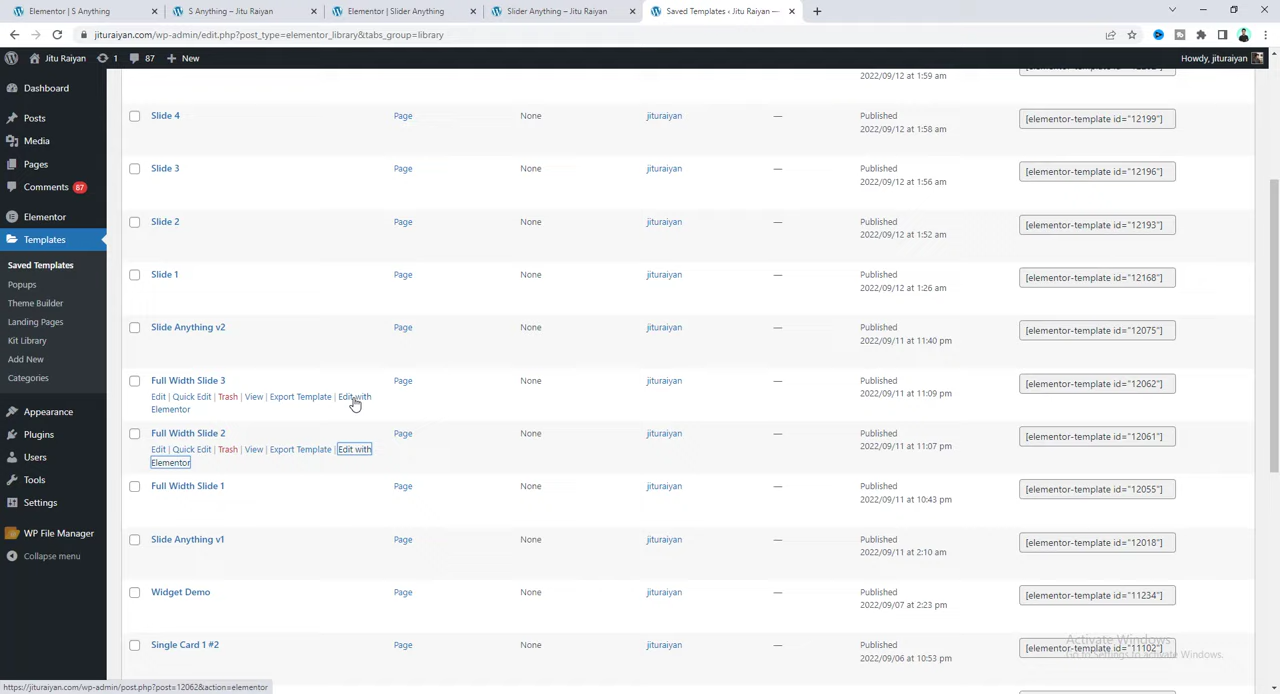 Elementor | S Anything
S Anything – Jitu Raiyan
Elementor | Slider Anything
Slider Anything – Jitu Raiyan
Saved Templates ‹ Jitu Raiyan —
jituraiyan.com/wp-admin/edit.php?post_type=elementor_library&tabs_group=library
Jitu Raiyan 1 87 New
Howdy, jituraiyan
Dashboard
Posts
Media
Pages
Comments 87
Elementor
Templates
Saved Templates
Popups
Theme Builder
Landing Pages
Kit Library
Add New
Categories
Appearance
Plugins
Users
Tools
Settings
WP File Manager
Collapse menu
2022/09/12 at 1:59 am
Slide 4 Page None jituraiyan — Published [elementor-template id="12199"]
2022/09/12 at 1:58 am
Slide 3 Page None jituraiyan — Published [elementor-template id="12196"]
2022/09/12 at 1:56 am
Slide 2 Page None jituraiyan — Published [elementor-template id="12193"]
2022/09/12 at 1:52 am
Slide 1 Page None jituraiyan — Published [elementor-template id="12168"]
2022/09/12 at 1:26 am
Slide Anything v2 Page None jituraiyan — Published [elementor-template id="12075"]
2022/09/11 at 11:40 pm
Full Width Slide 3 Page None jituraiyan — Published [elementor-template id="12062"]
2022/09/11 at 11:09 pm
Edit | Quick Edit | Trash | View | Export Template | Edit with
Elementor
Full Width Slide 2 Page None jituraiyan — Published [elementor-template id="12061"]
2022/09/11 at 11:07 pm
Edit | Quick Edit | Trash | View | Export Template | Edit with
Elementor
Full Width Slide 1 Page None jituraiyan — Published [elementor-template id="12055"]
2022/09/11 at 10:43 pm
Slide Anything v1 Page None jituraiyan — Published [elementor-template id="12018"]
2022/09/11 at 2:10 am
Widget Demo Page None jituraiyan — Published [elementor-template id="11234"]
2022/09/07 at 2:23 pm
Single Card 1 #2 Page None jituraiyan — Published [elementor-template id="11102"]
2022/09/06 at 10:53 pm
Activate Windows
Go to Settings to activate Windows.
https://jituraiyan.com/wp-admin/post.php?post=12062&action=elementor